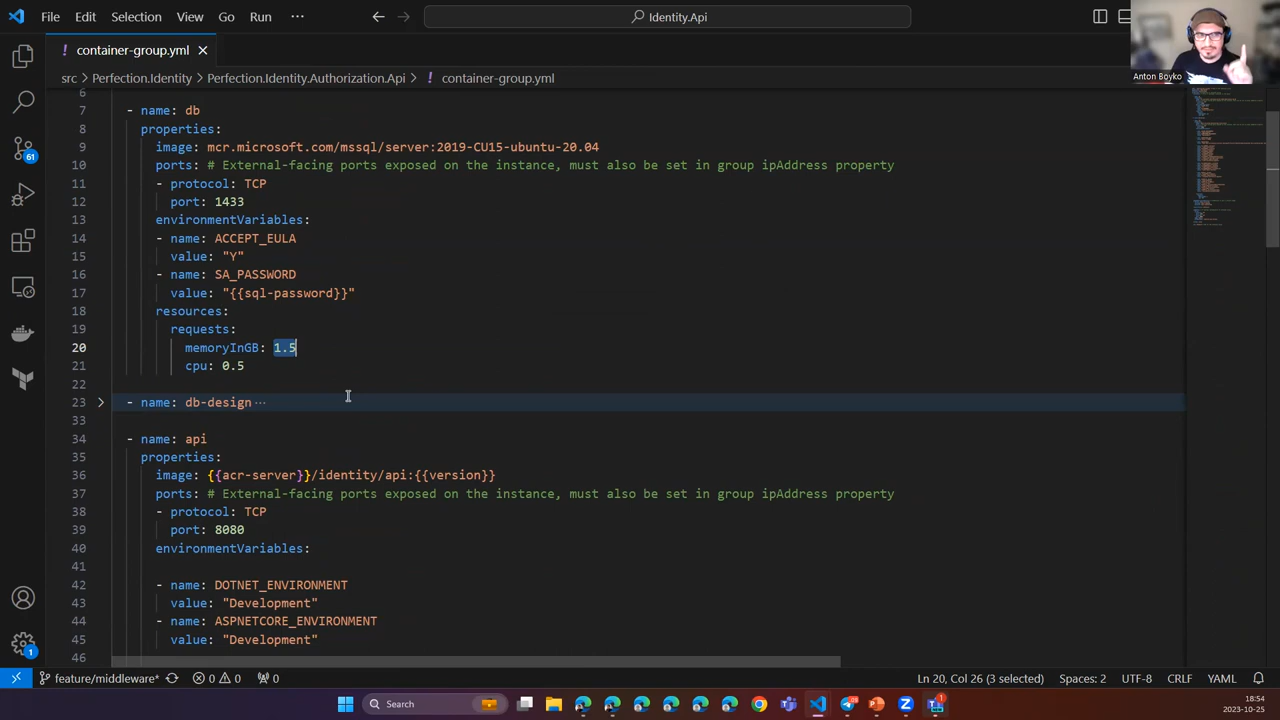 File Edit Selection View Go Run ···
Identity.Api
Anton Boyko
! container-group.yml ×
src > Perfection.Identity > Perfection.Identity.Authorization.Api > ! container-group.yml
6
7 - name: db
8 properties:
9 image: mcr.microsoft.com/mssql/server:2019-CU15-ubuntu-20.04
10 ports: # External-facing ports exposed on the instance, must also be set in group ipAddress property
11 - protocol: TCP
12 port: 1433
13 environmentVariables:
14 - name: ACCEPT_EULA
15 value: "Y"
16 - name: SA_PASSWORD
17 value: "{{sql-password}}"
18 resources:
19 requests:
20 memoryInGB: 1.5
21 cpu: 0.5
22
23 > - name: db-design ···
33
34 - name: api
35 properties:
36 image: {{acr-server}}/identity/api:{{version}}
37 ports: # External-facing ports exposed on the instance, must also be set in group ipAddress property
38 - protocol: TCP
39 port: 8080
40 environmentVariables:
41
42 - name: DOTNET_ENVIRONMENT
43 value: "Development"
44 - name: ASPNETCORE_ENVIRONMENT
45 value: "Development"
46
61
1
feature/middleware* 0 0 0 Ln 20, Col 26 (3 selected) Spaces: 2 UTF-8 CRLF YAML
Search
18:54
2023-10-25